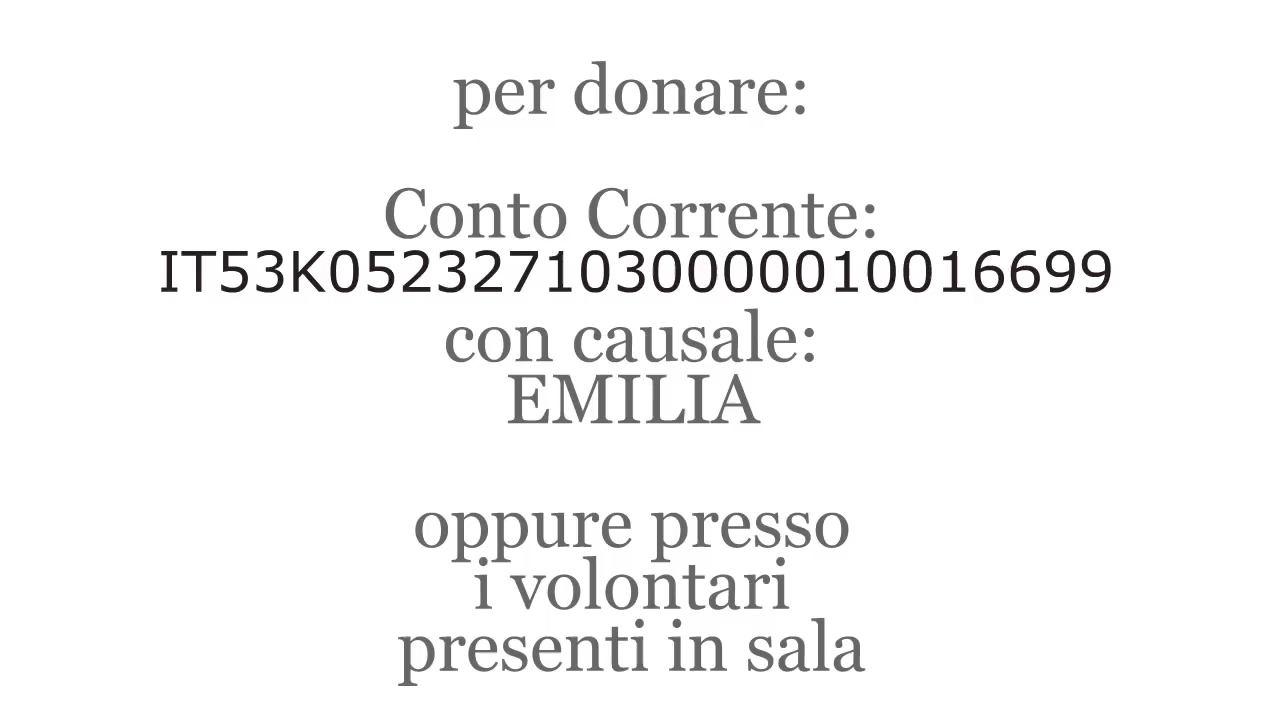 per donare:
Conto Corrente:
IT53K0523271030000010016699
con causale:
EMILIA
oppure presso
i volontari
presenti in sala